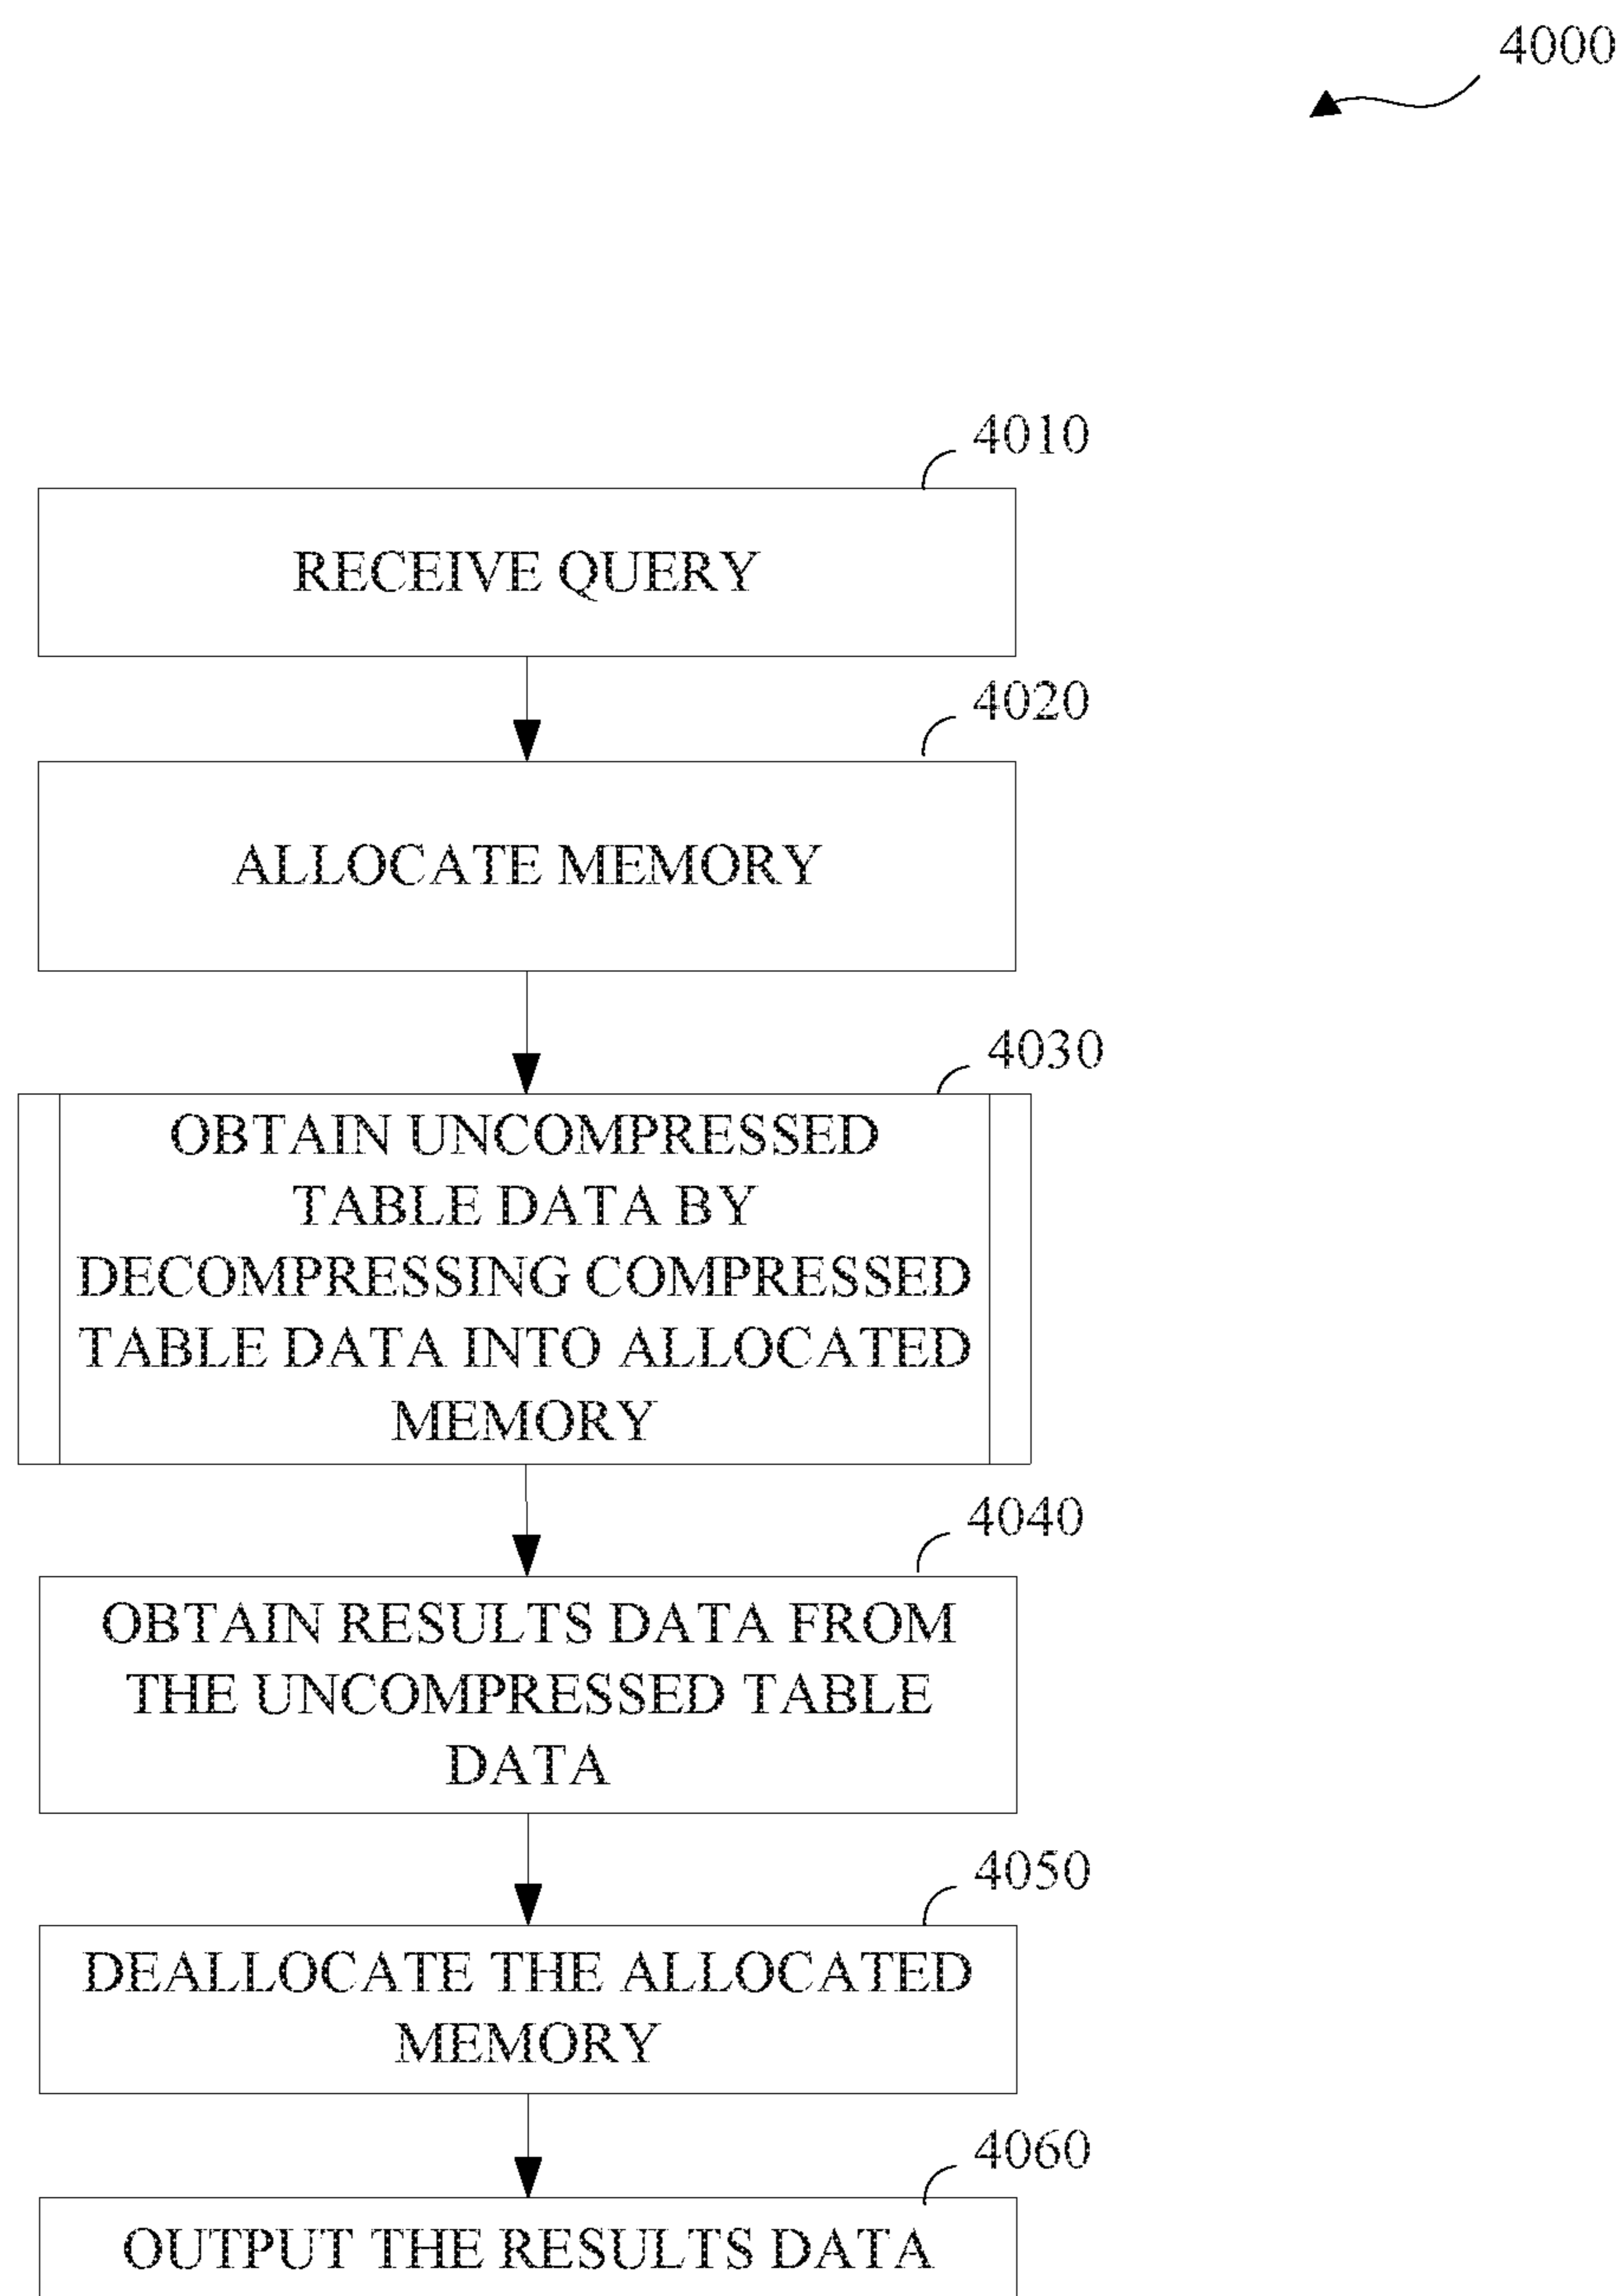 4000
4010
RECEIVE QUERY
4020
ALLOCATE MEMORY
4030
OBTAIN UNCOMPRESSED
TABLE DATA BY
DECOMPRESSING COMPRESSED
TABLE DATA INTO ALLOCATED
MEMORY
4040
OBTAIN RESULTS DATA FROM
THE UNCOMPRESSED TABLE
DATA
4050
DEALLOCATE THE ALLOCATED
MEMORY
4060
OUTPUT THE RESULTS DATA